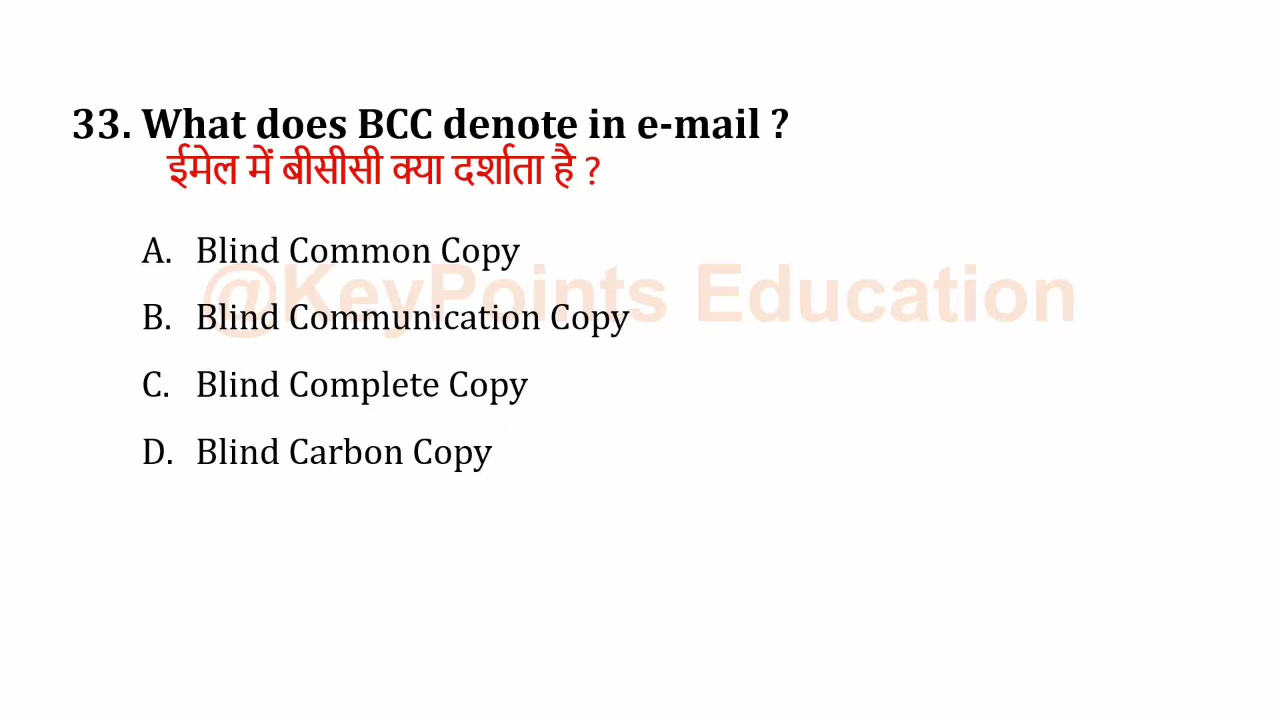 33. What does BCC denote in e-mail ?
ईमेल में बीसीसी क्या दर्शाता है ?
A. Blind Common Copy
@KeyPoints Education
B. Blind Communication Copy
C. Blind Complete Copy
D. Blind Carbon Copy